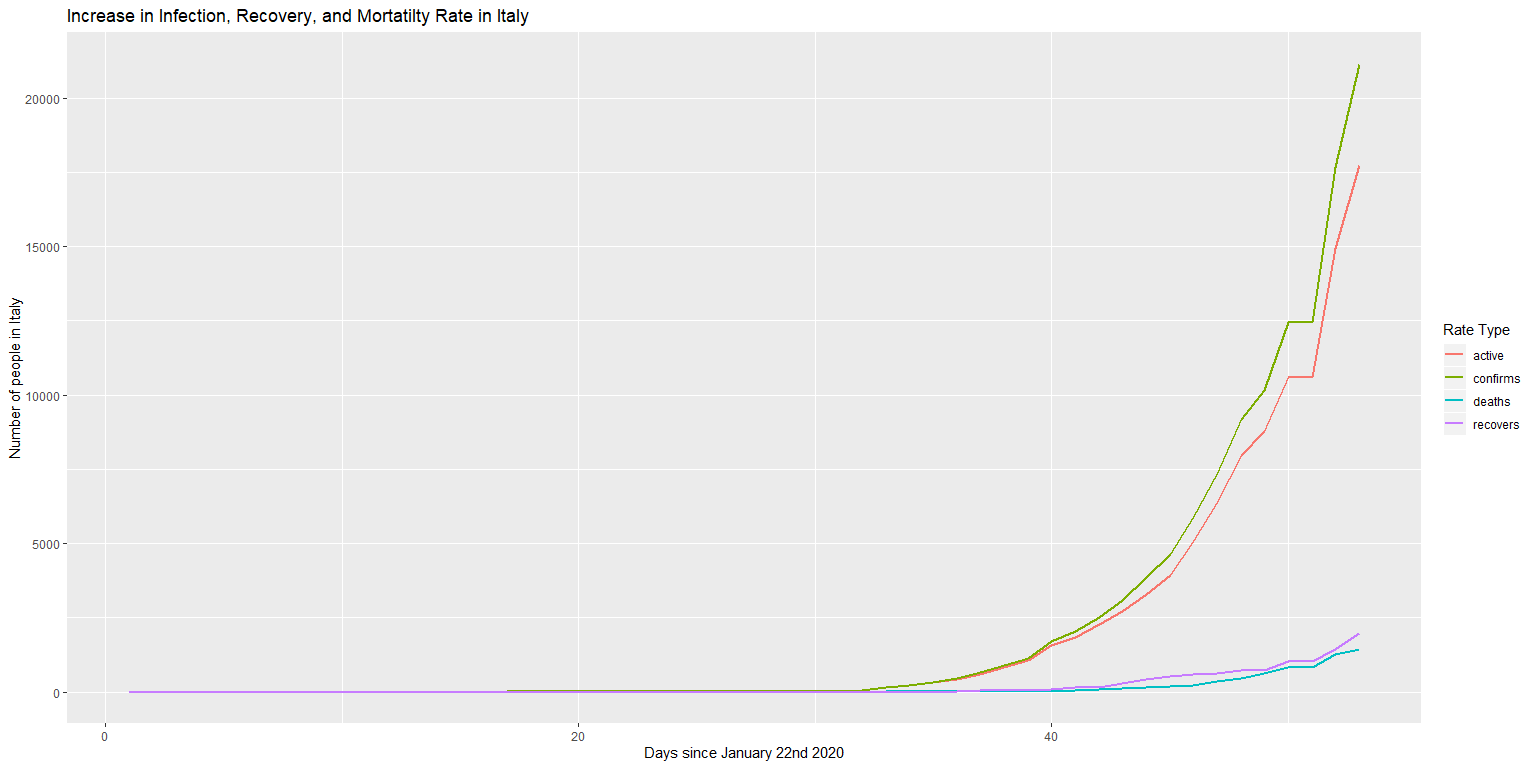 Increase in Infection, Recovery, and Mortatilty Rate in Italy
Number of people in Italy
20000
15000
10000
5000
0
0
20
40
Days since January 22nd 2020
Rate Type
active
confirms
deaths
recovers